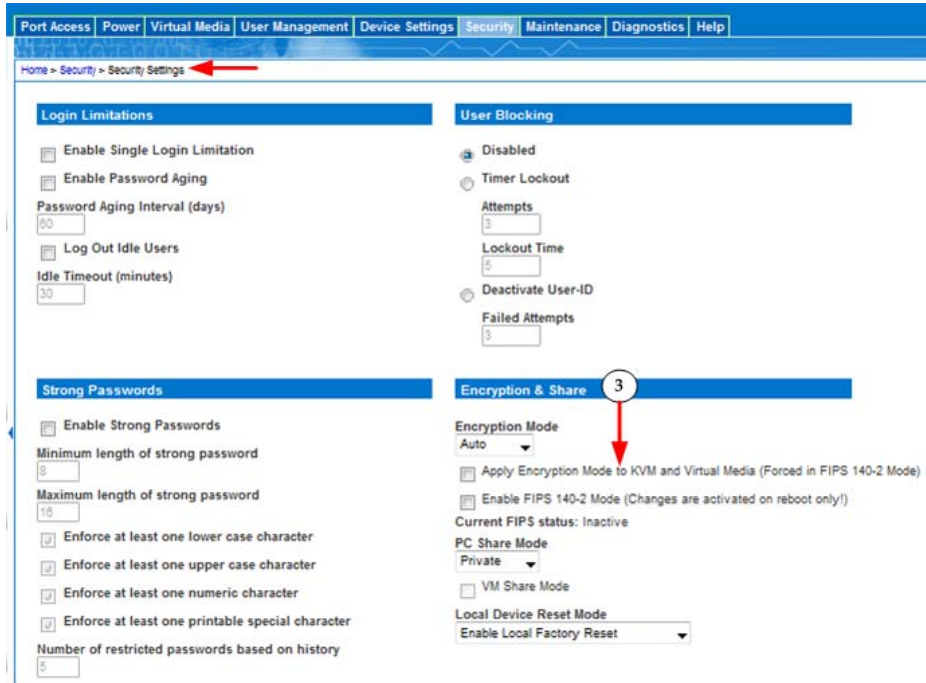 Port Access Power Virtual Media User Management Device Settings Security Maintenance Diagnostics Help
Home > Security > Security Settings
Login Limitations
Enable Single Login Limitation
Enable Password Aging
Password Aging Interval (days)
60
Log Out Idle Users
Idle Timeout (minutes)
30
User Blocking
Disabled
Timer Lockout
Attempts
3
Lockout Time
5
Deactivate User-ID
Failed Attempts
3
Strong Passwords
Enable Strong Passwords
Minimum length of strong password
8
Maximum length of strong password
16
Enforce at least one lower case character
Enforce at least one upper case character
Enforce at least one numeric character
Enforce at least one printable special character
Number of restricted passwords based on history
5
Encryption & Share
3
Encryption Mode
Auto
Apply Encryption Mode to KVM and Virtual Media (Forced in FIPS 140-2 Mode)
Enable FIPS 140-2 Mode (Changes are activated on reboot only!)
Current FIPS status: Inactive
PC Share Mode
Private
VM Share Mode
Local Device Reset Mode
Enable Local Factory Reset